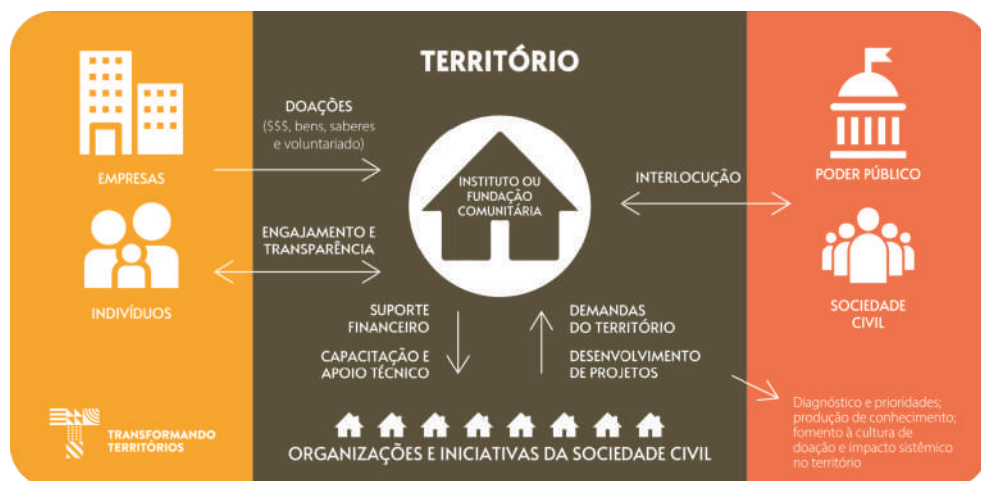 TERRITÓRIO
DOAÇÕES
($$$, bens, saberes
e voluntariado)
EMPRESAS
ENGAJAMENTO E
TRANSPARÊNCIA
INDIVÍDUOS
INSTITUTO OU
FUNDAÇÃO
COMUNITÁRIA
INTERLOCUÇÃO
PODER PÚBLICO
SOCIEDADE
CIVIL
SUPORTE
FINANCEIRO
CAPACITAÇÃO E
APOIO TÉCNICO
DEMANDAS
DO TERRITÓRIO
DESENVOLVIMENTO
DE PROJETOS
Diagnóstico e prioridades;
produção de conhecimento;
fomento à cultura de
doação e impacto sistêmico
no território
TRANSFORMANDO
TERRITÓRIOS
ORGANIZAÇÕES E INICIATIVAS DA SOCIEDADE CIVIL